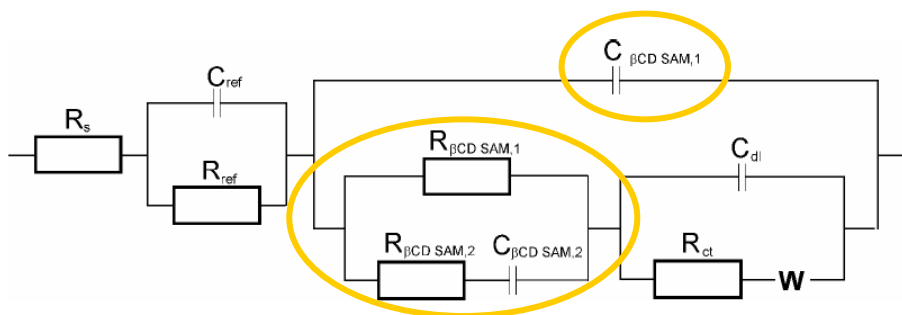 C βCD SAM,1
Cref
Rs
Rref
RβCD SAM,1
Cdl
RβCD SAM,2
CβCD SAM,2
Rct
W